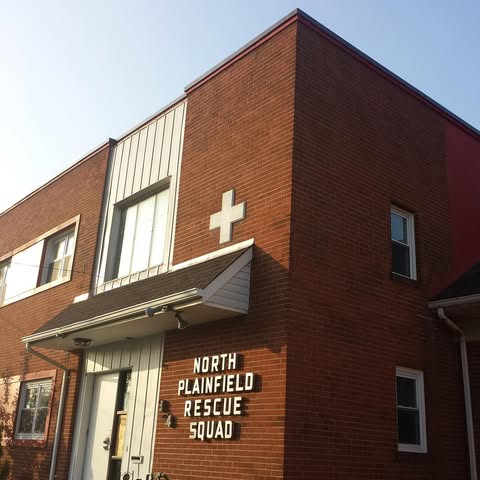 NORTH
PLAINFIELD
RESCUE
SQUAD